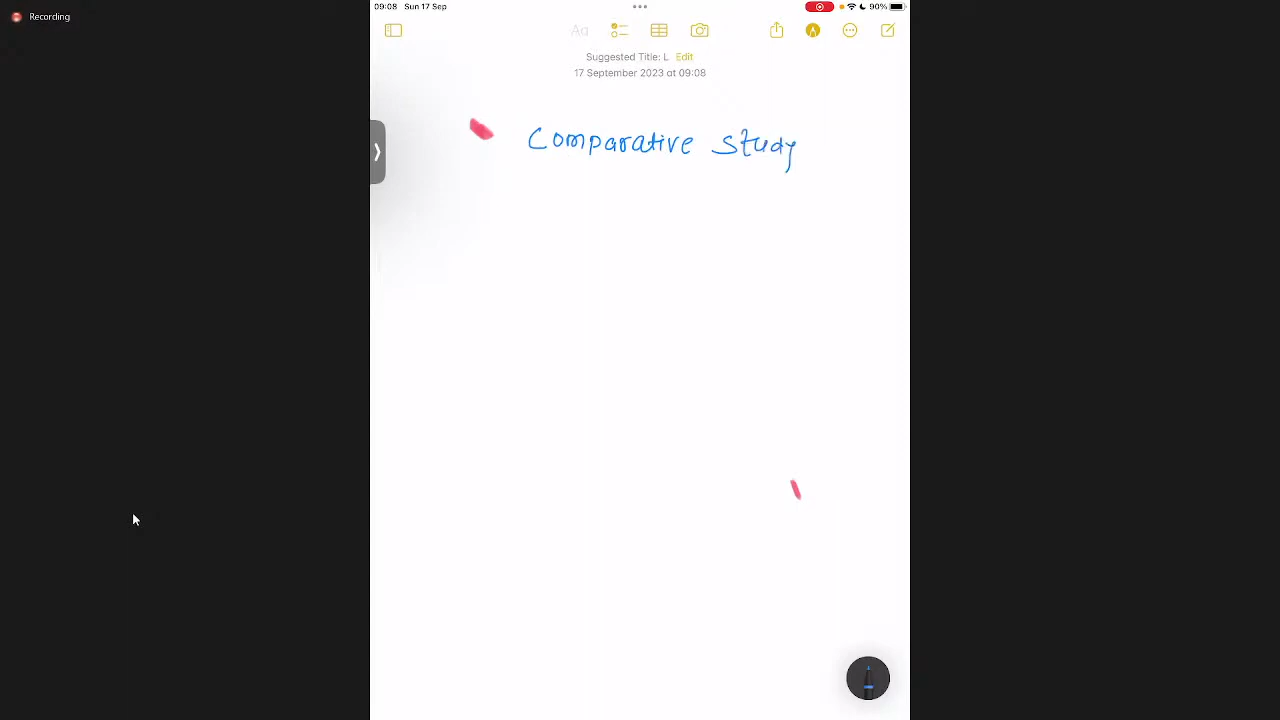 Recording
09:08 Sun 17 Sep
90%
Aa
Suggested Title: L Edit
17 September 2023 at 09:08
Comparative study